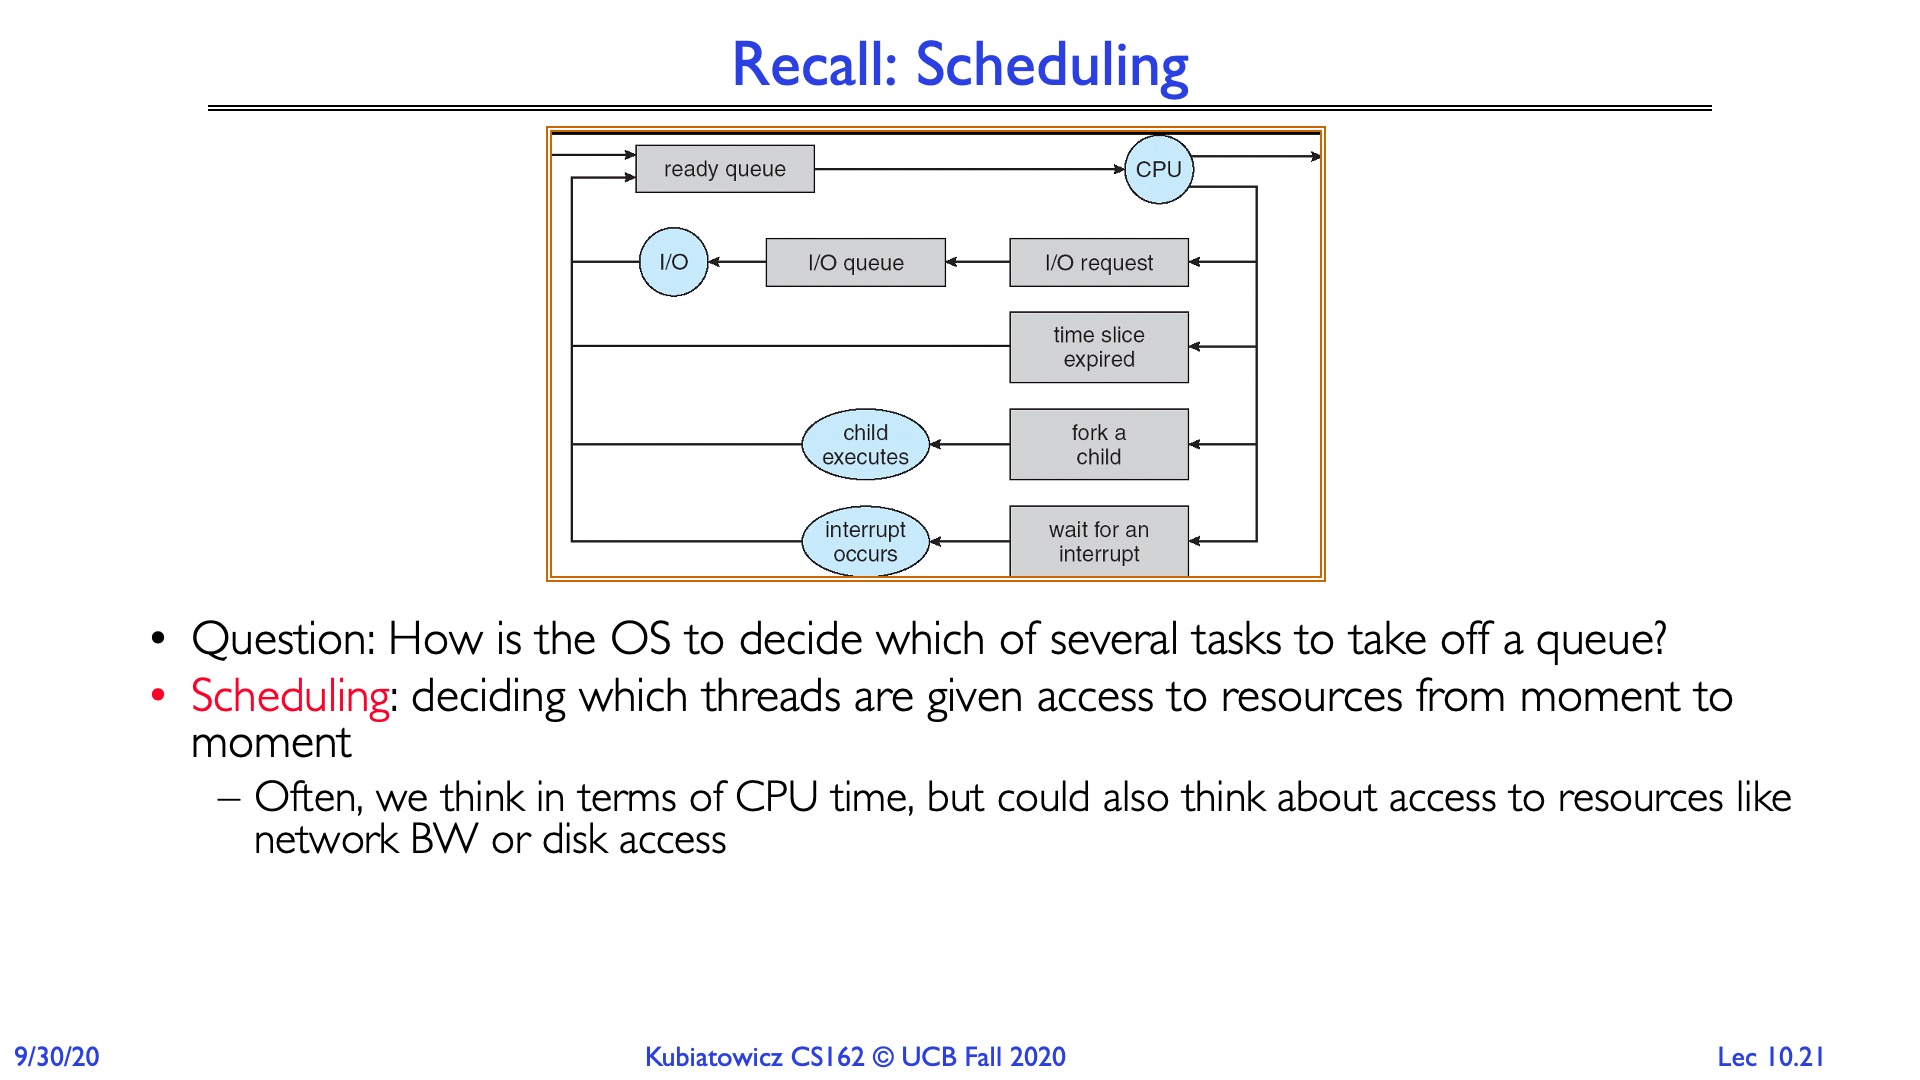 Recall: Scheduling
ready queue
CPU
I/O
I/O queue
I/O request
time slice
expired
child
executes
fork a
child
interrupt
occurs
wait for an
interrupt
• Question: How is the OS to decide which of several tasks to take off a queue?
• Scheduling: deciding which threads are given access to resources from moment to
moment
– Often, we think in terms of CPU time, but could also think about access to resources like
network BW or disk access
9/30/20
Kubiatowicz CS162 © UCB Fall 2020
Lec 10.21